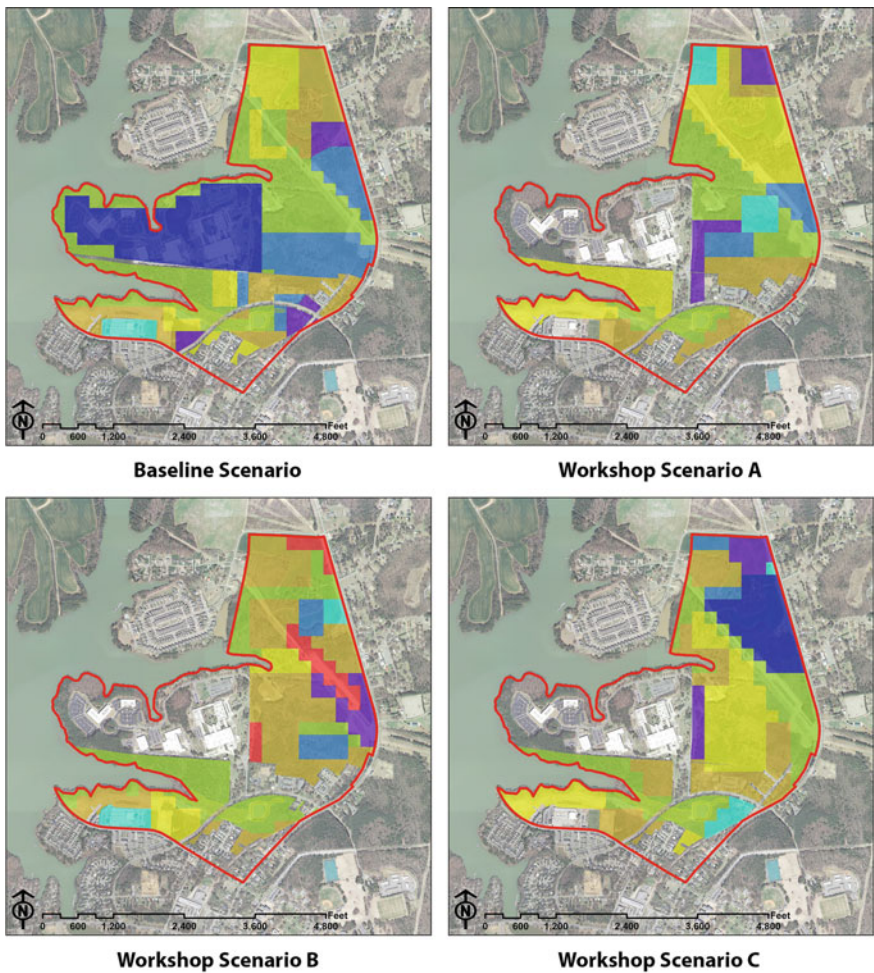 N
Feet
0 600 1,200 2,400 3,600 4,800
Baseline Scenario
N
Feet
0 600 1,200 2,400 3,600 4,800
Workshop Scenario A
N
Feet
0 600 1,200 2,400 3,600 4,800
Workshop Scenario B
N
Feet
0 600 1,200 2,400 3,600 4,800
Workshop Scenario C